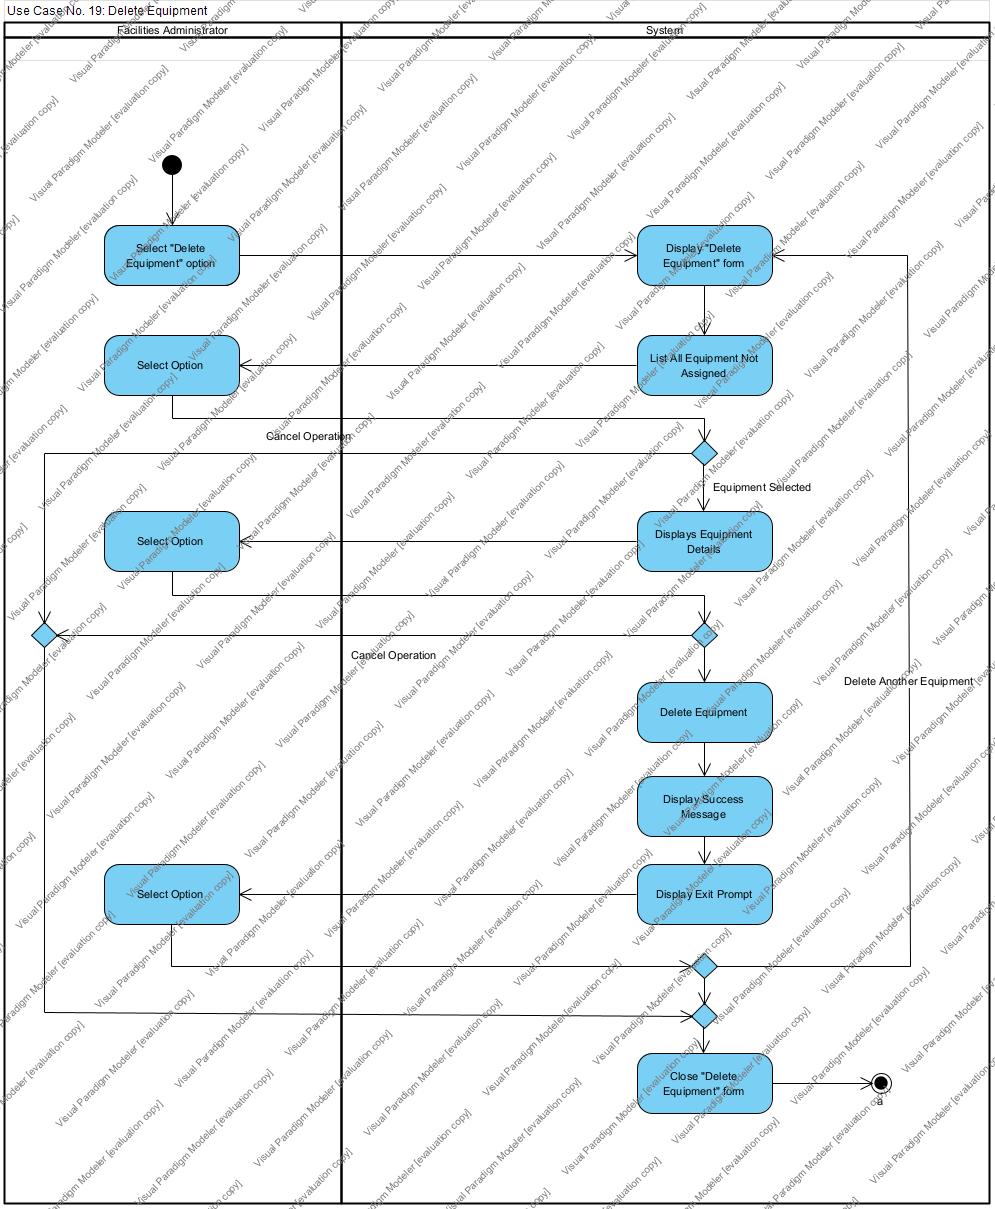 Use Case No. 19: Delete Equipment
Facilities Administrator
System
Select "Delete
Equipment" option
Display "Delete
Equipment" form
Select Option
List All Equipment Not
Assigned
Cancel Operation
Equipment Selected
Select Option
Displays Equipment
Details
Cancel Operation
Delete Another Equipment
Delete Equipment
Display Success
Message
Select Option
Display Exit Prompt
Close "Delete
Equipment" form
a
Visual Paradigm Modeler [evaluation copy]